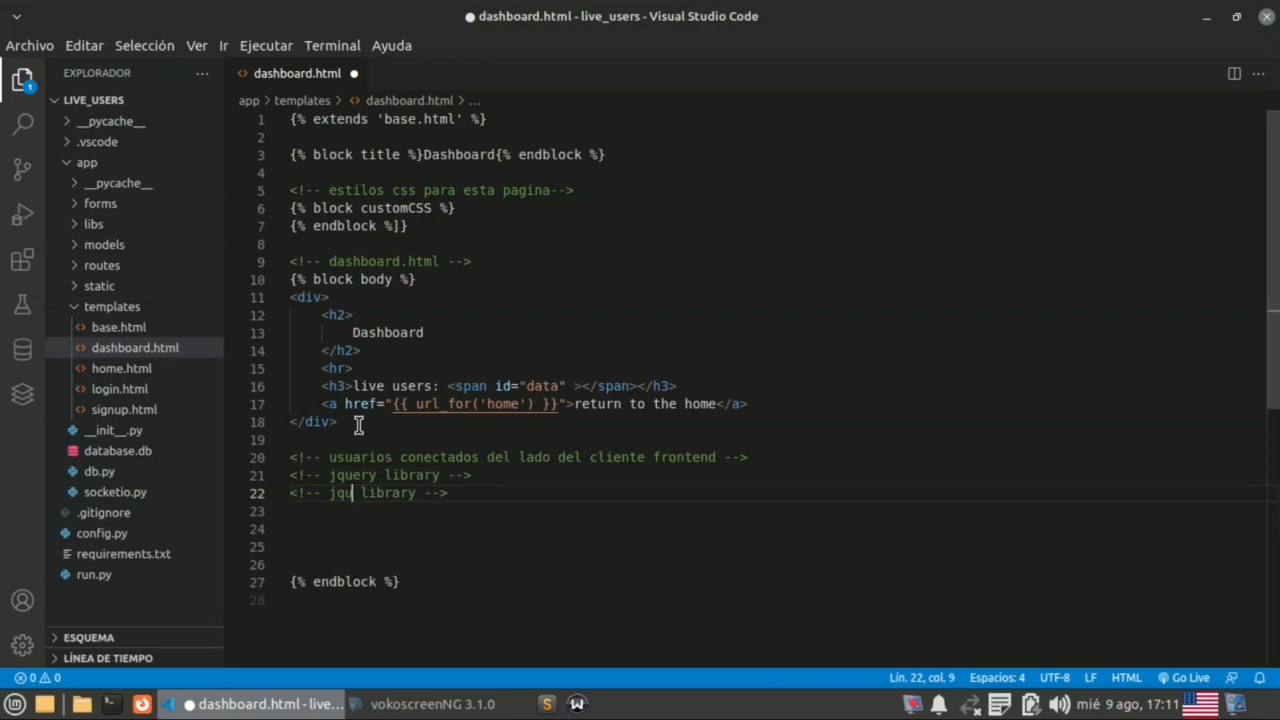 dashboard.html - live_users - Visual Studio Code
Archivo Editar Selección Ver Ir Ejecutar Terminal Ayuda
EXPLORADOR
dashboard.html
LIVE_USERS
app > templates > dashboard.html > ...
__pycache__
.vscode
app
__pycache__
forms
libs
models
routes
static
templates
base.html
dashboard.html
home.html
login.html
signup.html
__init__.py
database.db
db.py
socketio.py
.gitignore
config.py
requirements.txt
run.py
ESQUEMA
LÍNEA DE TIEMPO
1
1 {% extends 'base.html' %}
2
3 {% block title %}Dashboard{% endblock %}
4
5 <!-- estilos css para esta pagina-->
6 {% block customCSS %}
7 {% endblock %]}
8
9 <!-- dashboard.html -->
10 {% block body %}
11 <div>
12 <h2>
13 Dashboard
14 </h2>
15 <hr>
16 <h3>live users: <span id="data" ></span></h3>
17 <a href="{{ url_for('home') }}">return to the home</a>
18 </div>
19
20 <!-- usuarios conectados del lado del cliente frontend -->
21 <!-- jquery library -->
22 <!-- jqu library -->
23
24
25
26
27 {% endblock %}
28
0 0 Lín. 22, col. 9 Espacios: 4 UTF-8 LF HTML Go Live
dashboard.html - live... vokoscreenNG 3.1.0 S W mié 9 ago, 17:11